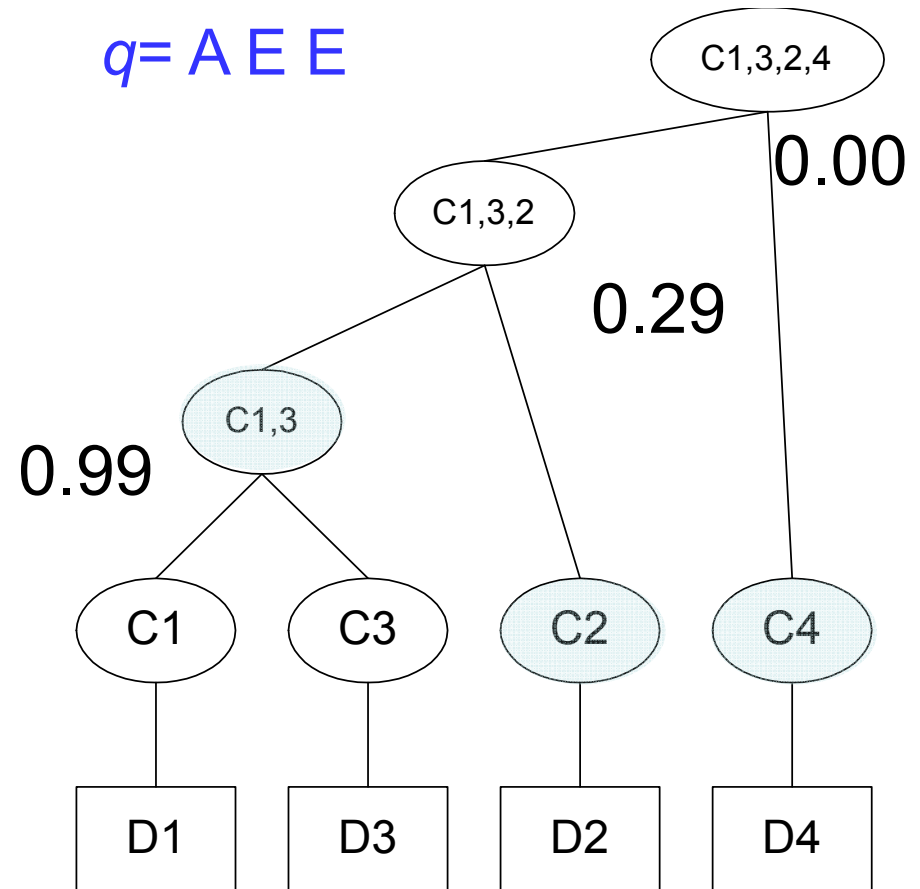 q= A E E
C1,3,2,4
0.00
C1,3,2
0.29
C1,3
0.99
C1
C3
C2
C4
D1
D3
D2
D4